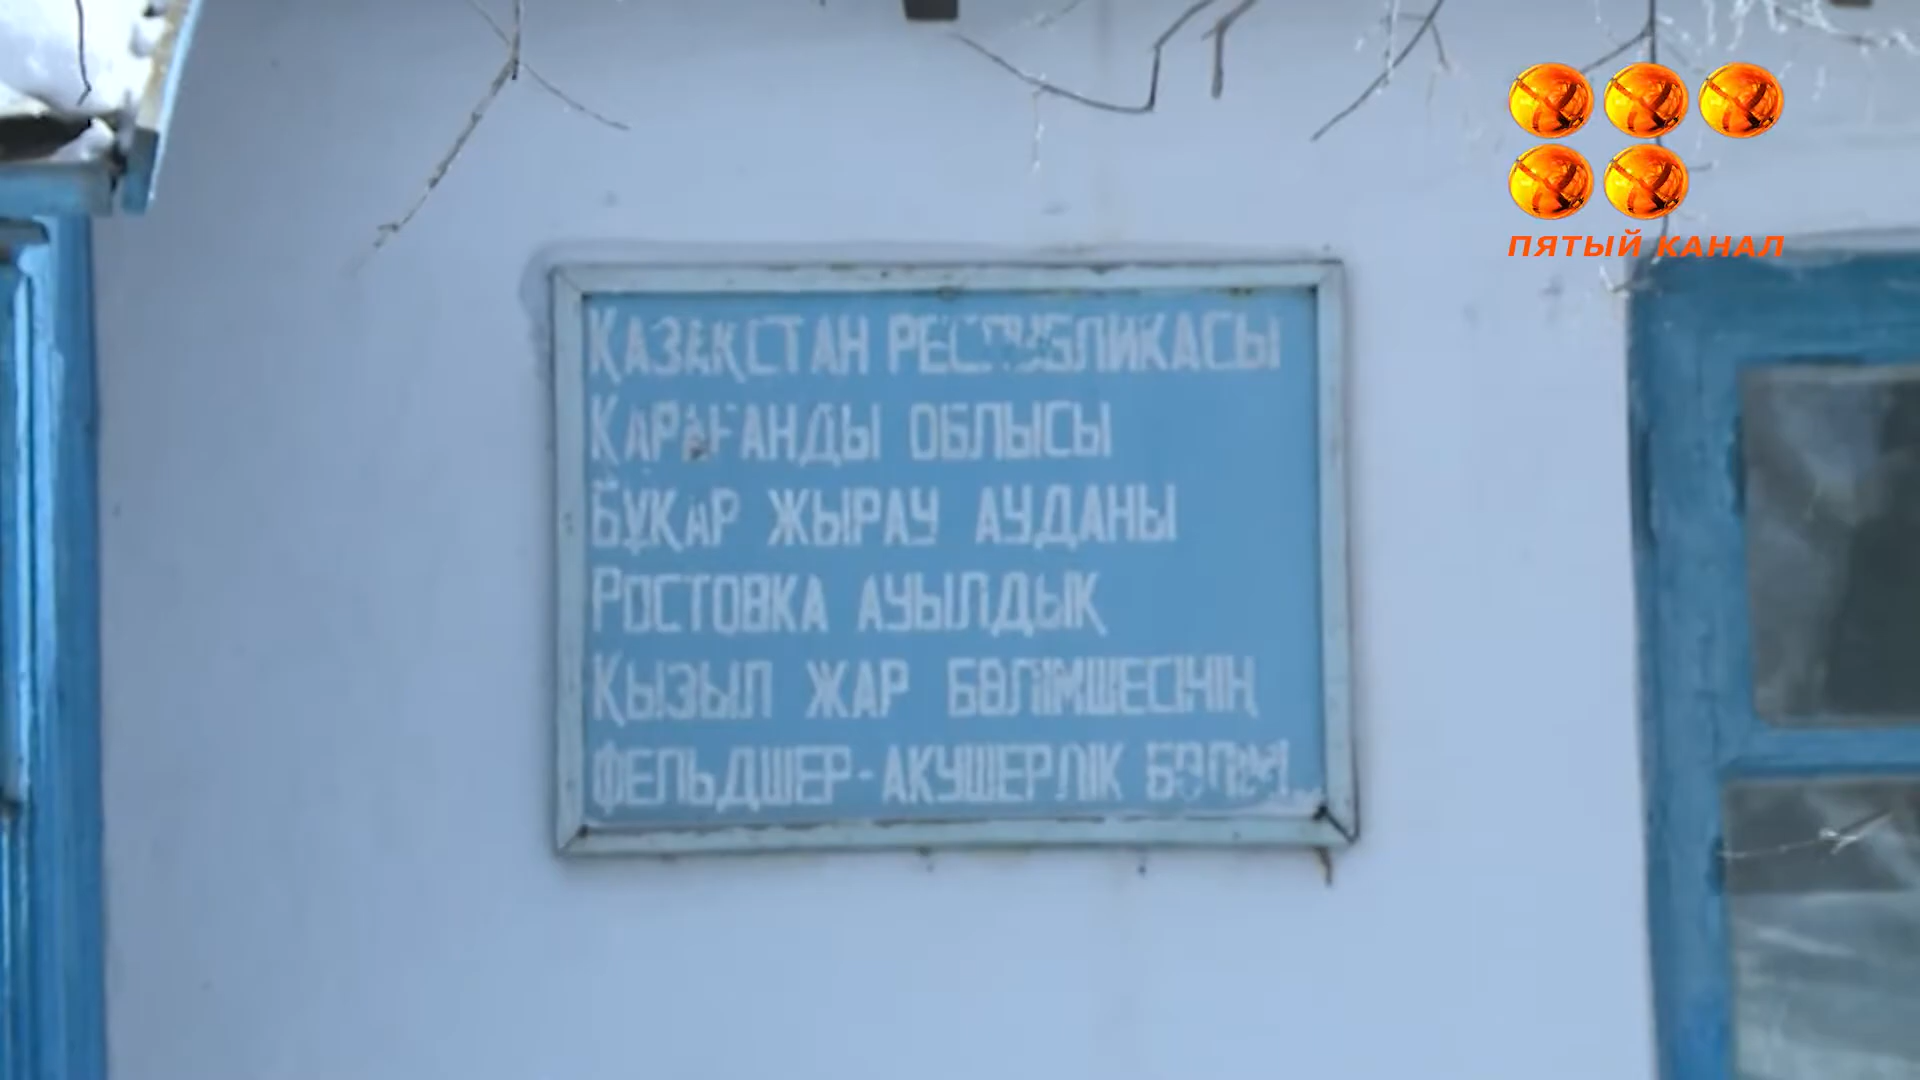 ПЯТЫЙ КАНАЛ
ҚАЗАҚСТАН РЕСПУБЛИКАСЫ
ҚАРАҒАНДЫ ОБЛЫСЫ
БҰҚАР ЖЫРАУ АУДАНЫ
РОСТОВКА АУЫЛДЫҚ
ҚЫЗЫЛ ЖАР БӨЛІМШЕСІНІҢ
ФЕЛЬДШЕР-АКУШЕРЛІК